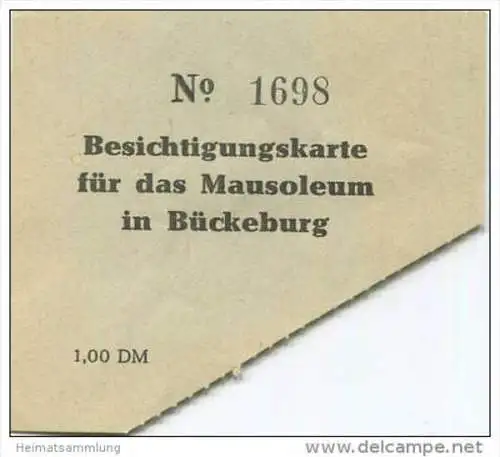 Nº 1698
Besichtigungskarte
für das Mausoleum
in Bückeburg
1,00 DM
Heimatsammlung
www.delcampe.net